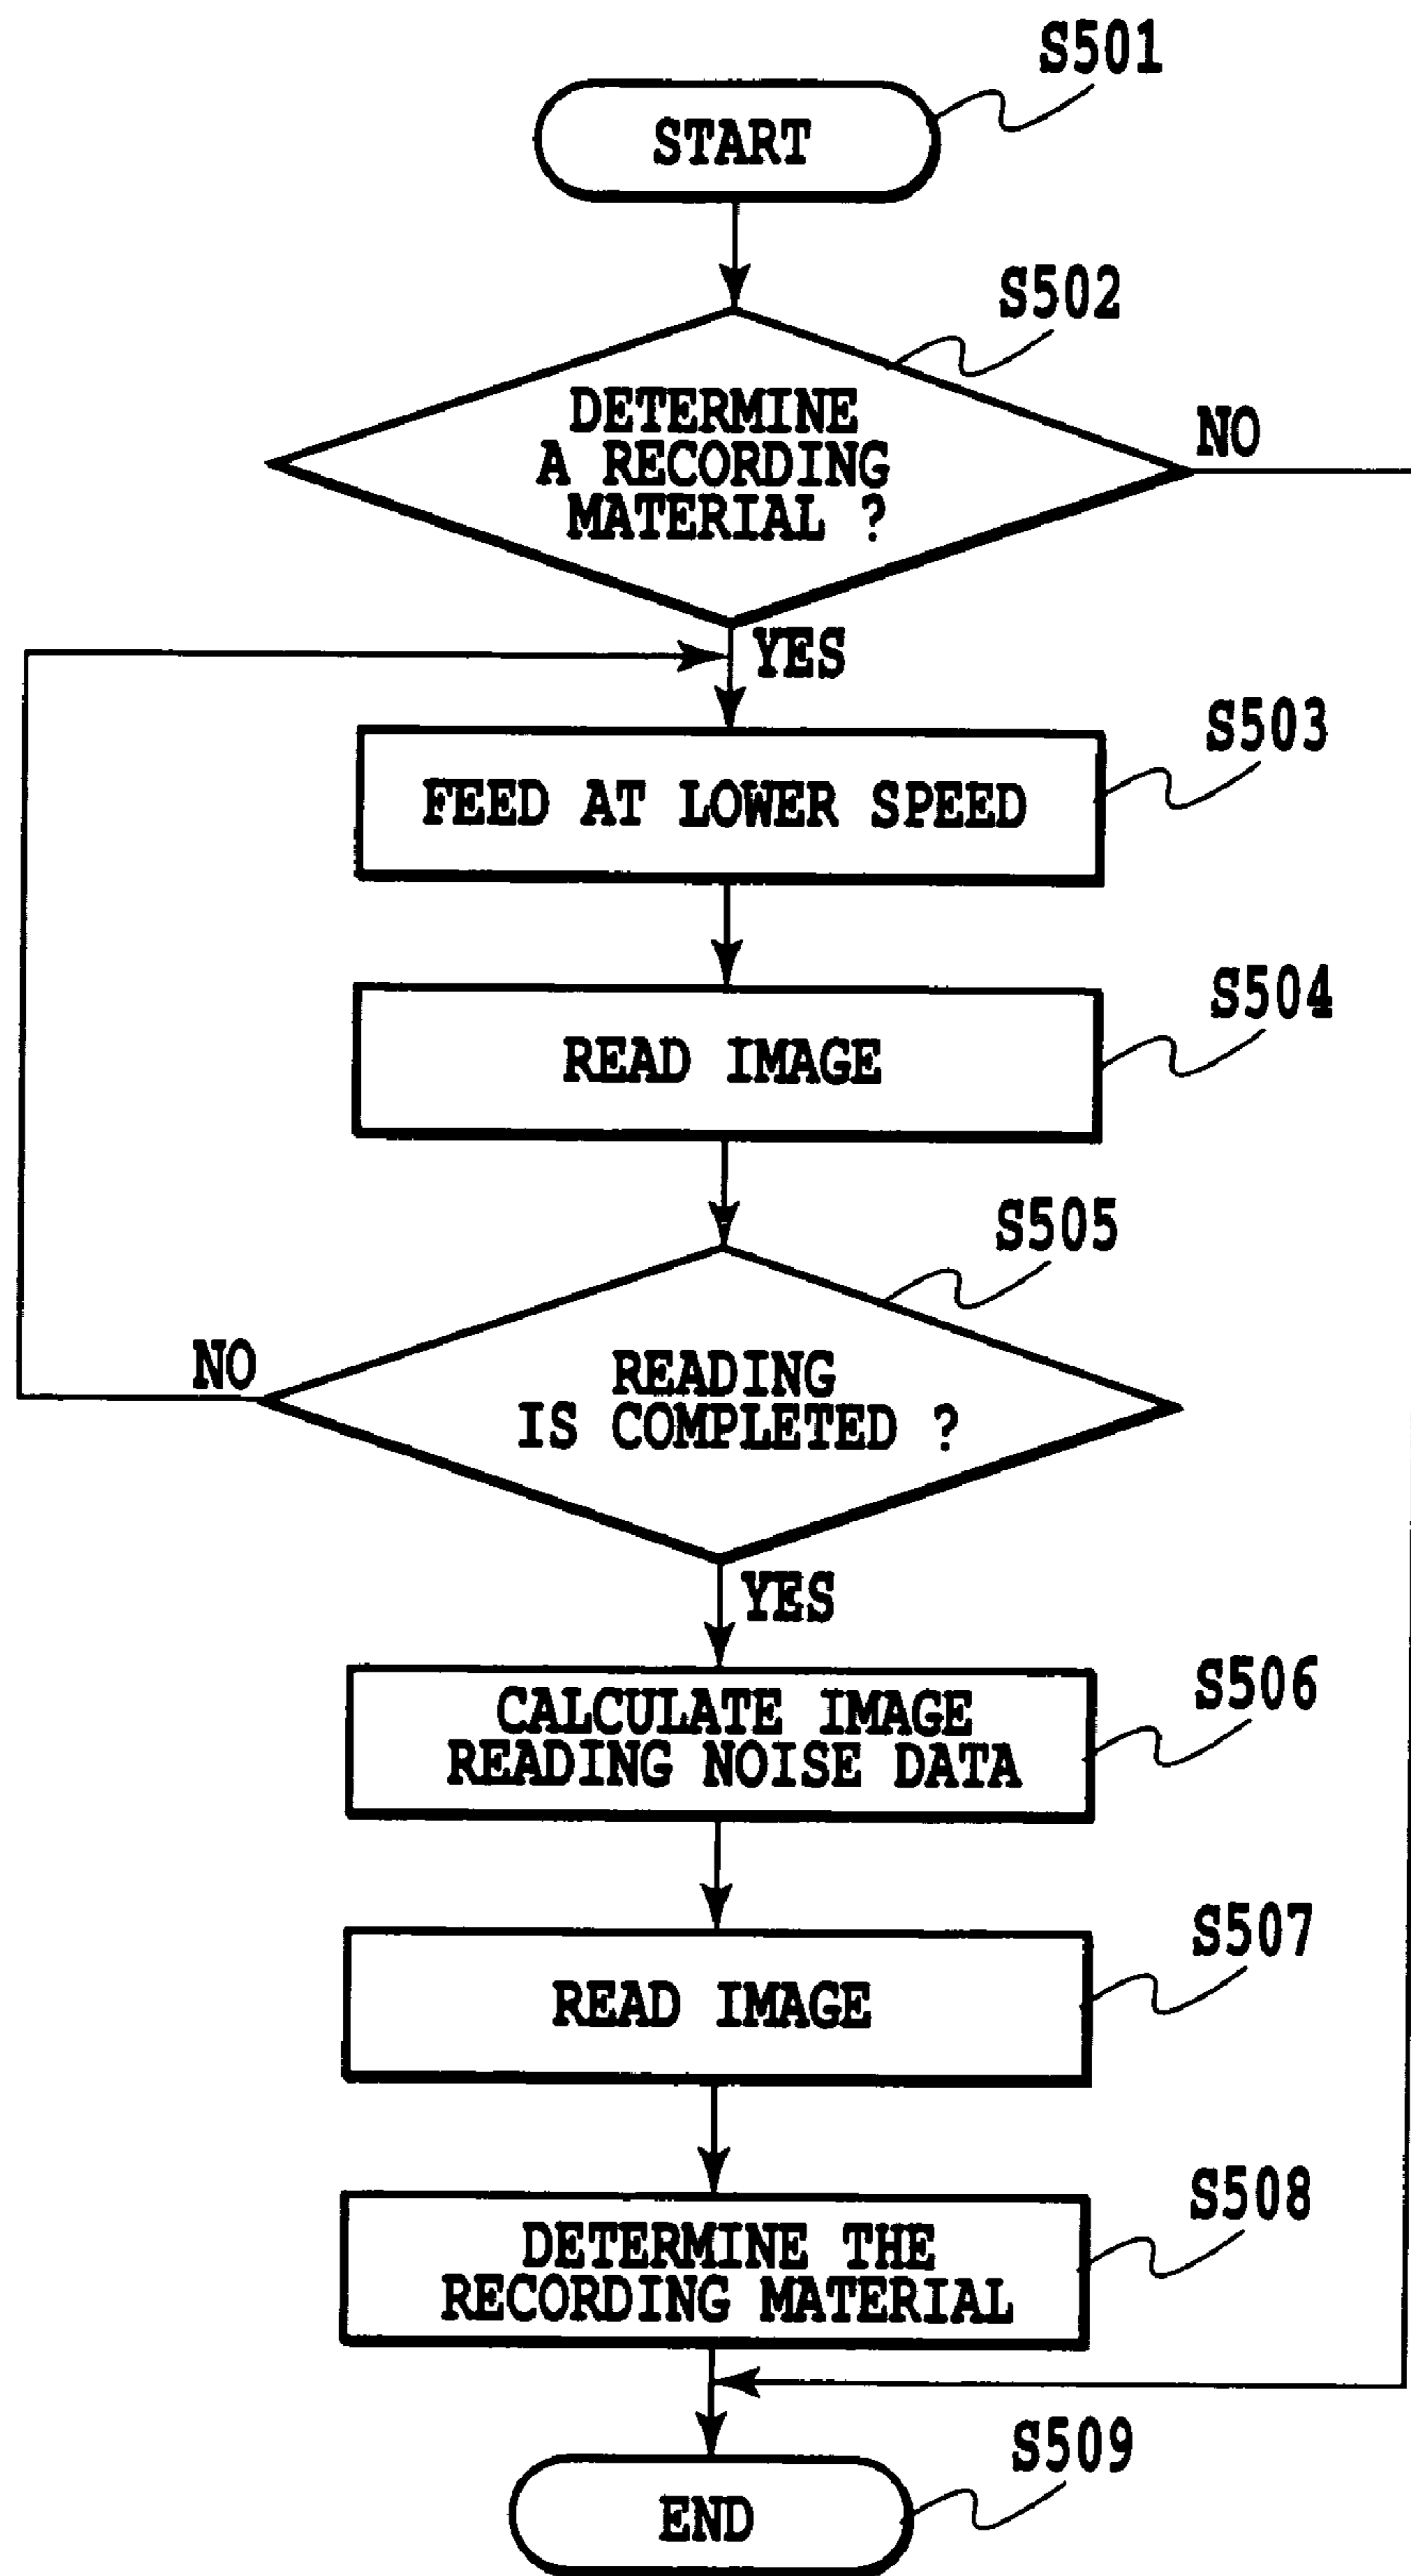 S501
START
S502
DETERMINE
A RECORDING
MATERIAL ?
NO
YES
S503
FEED AT LOWER SPEED
S504
READ IMAGE
S505
NO
READING
IS COMPLETED ?
YES
S506
CALCULATE IMAGE
READING NOISE DATA
S507
READ IMAGE
S508
DETERMINE THE
RECORDING MATERIAL
S509
END